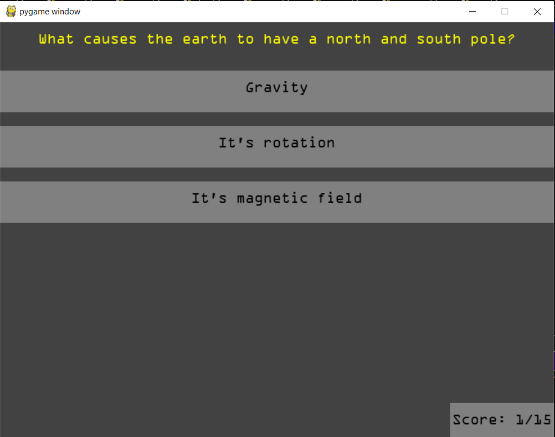 pygame window
What causes the earth to have a north and south pole?
Gravity
It's rotation
It's magnetic field
Score: 1/15